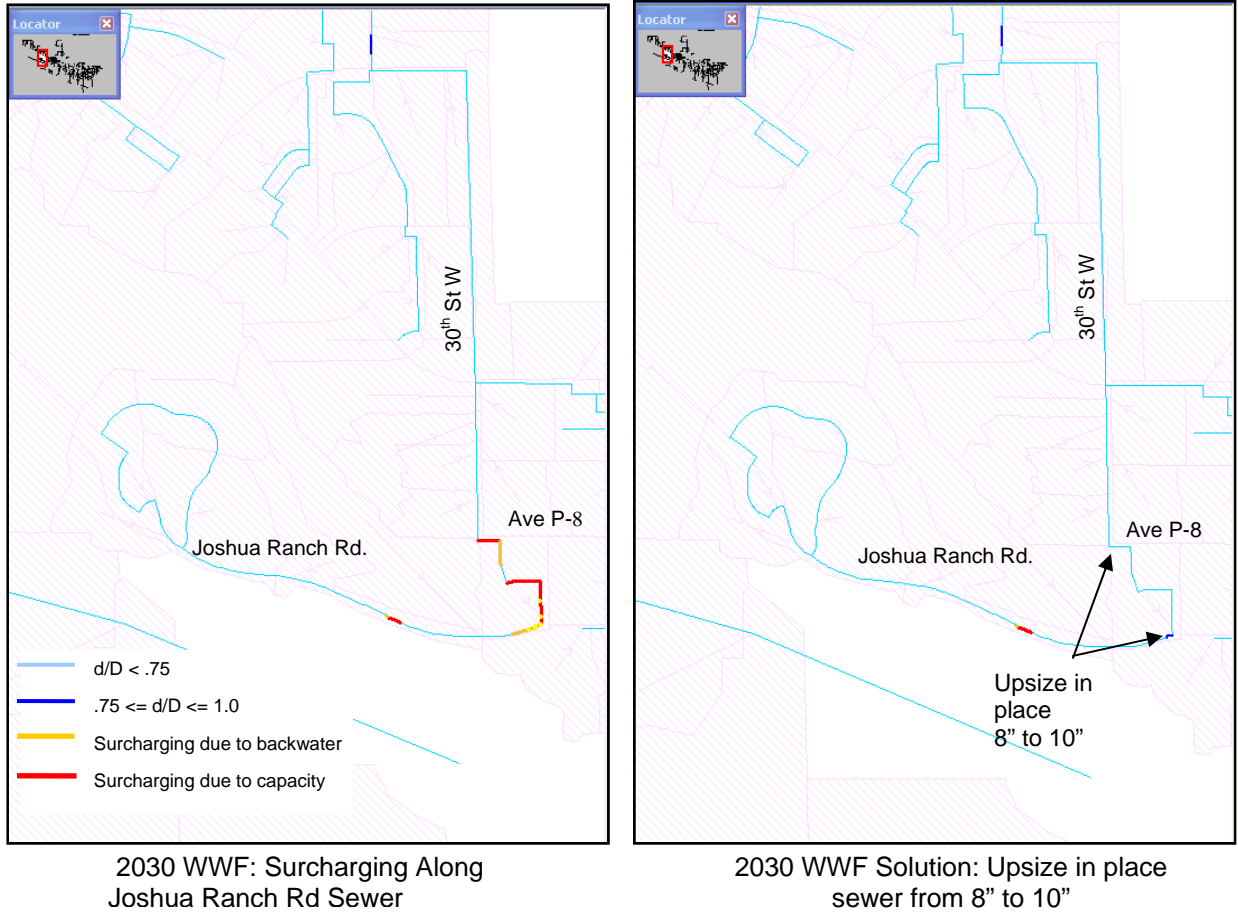 Locator
30th St W
Ave P-8
Joshua Ranch Rd.
d/D < .75
.75 <= d/D <= 1.0
Surcharging due to backwater
Surcharging due to capacity
2030 WWF: Surcharging Along
Joshua Ranch Rd Sewer
Locator
30th St W
Ave P-8
Joshua Ranch Rd.
Upsize in
place
8” to 10”
2030 WWF Solution: Upsize in place
sewer from 8” to 10”